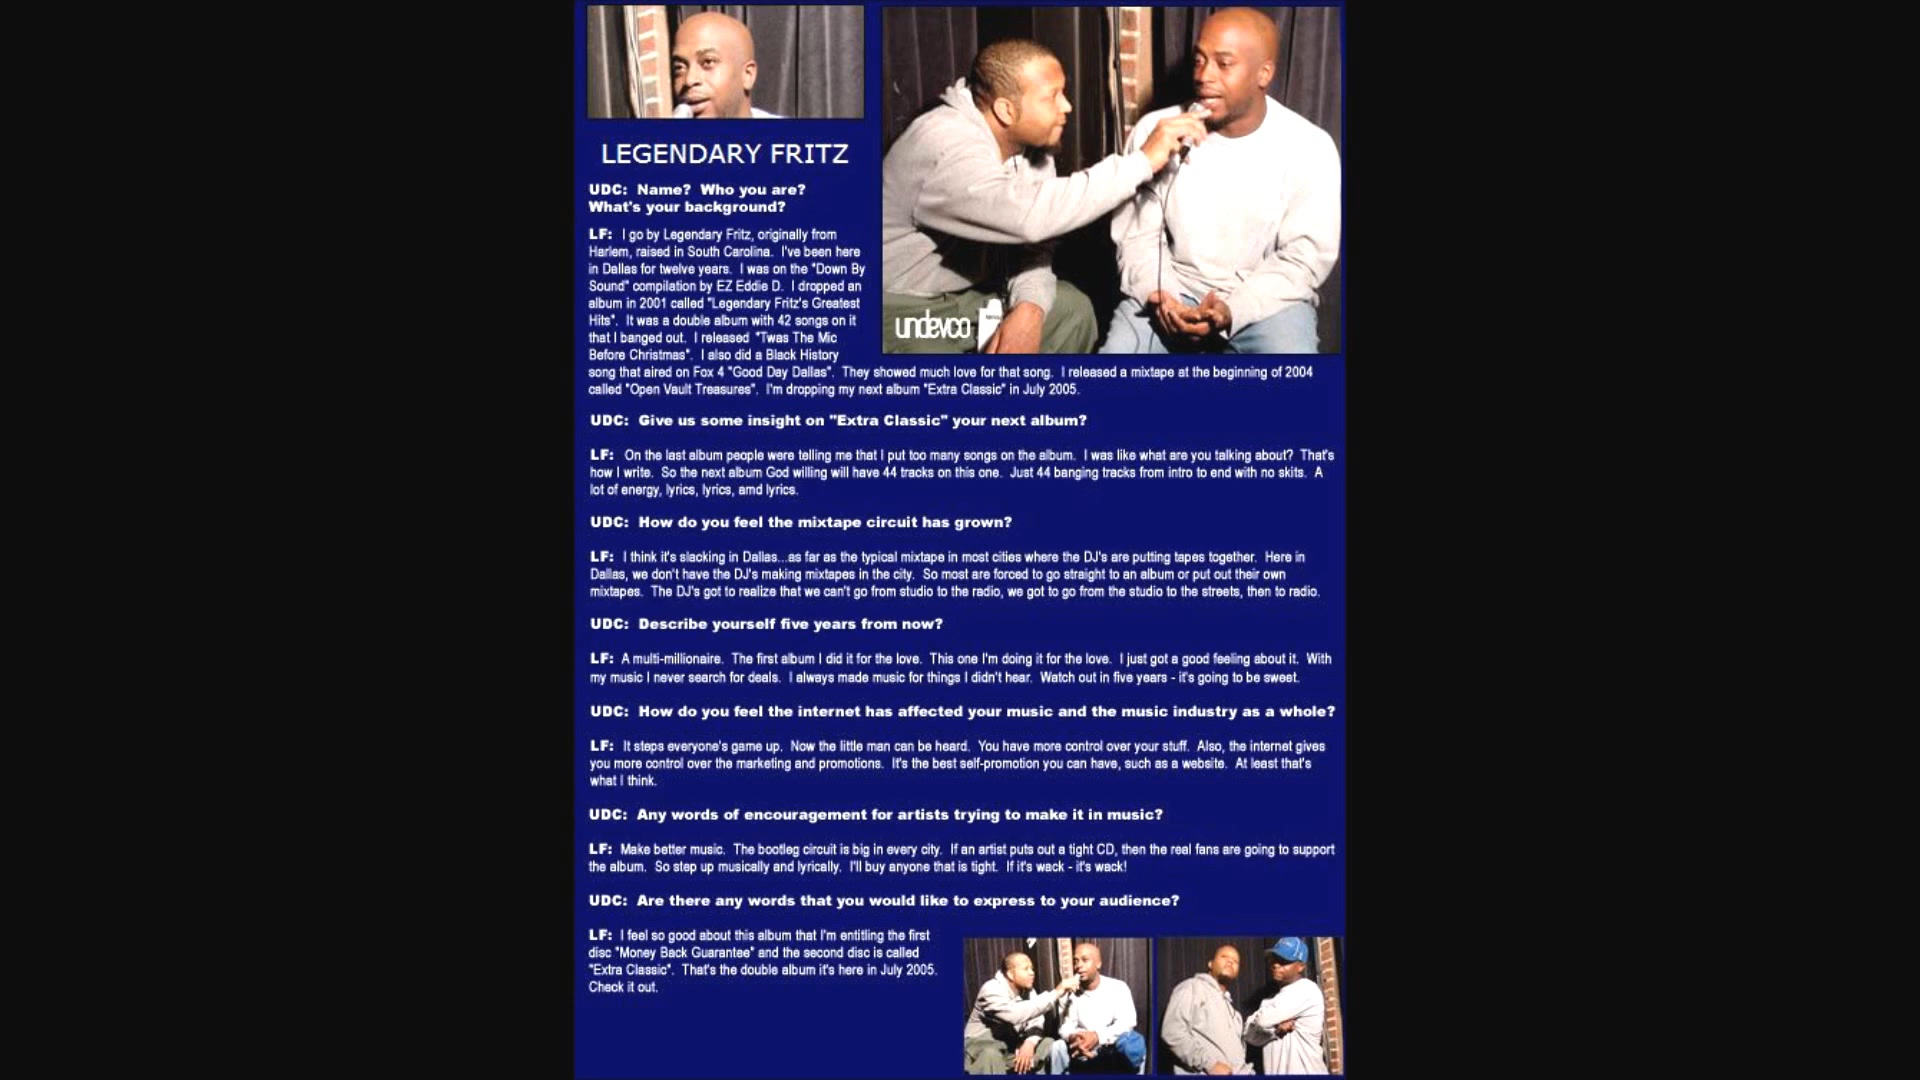 LEGENDARY FRITZ
UDC: Name? Who you are?
What's your background?
LF: I go by Legendary Fritz, originally from
Harlem, raised in South Carolina. I've been here
in Dallas for twelve years. I was on the "Down By
Sound" compilation by EZ Eddie D. I dropped an
album in 2001 called "Legendary Fritz's Greatest
Hits". It was a double album with 42 songs on it
that I banged out. I released "Twas The Mic
Before Christmas". I also did a Black History
song that aired on Fox 4 "Good Day Dallas". They showed much love for that song. I released a mixtape at the beginning of 2004
called "Open Vault Treasures". I'm dropping my next album "Extra Classic" in July 2005.
undevco
UDC: Give us some insight on "Extra Classic" your next album?
LF: On the last album people were telling me that I put too many songs on the album. I was like what are you talking about? That's
how I write. So the next album God willing will have 44 tracks on this one. Just 44 banging tracks from intro to end with no skits. A
lot of energy, lyrics, lyrics, amd lyrics.
UDC: How do you feel the mixtape circuit has grown?
LF: I think it's slacking in Dallas...as far as the typical mixtape in most cities where the DJ's are putting tapes together. Here in
Dallas, we don't have the DJ's making mixtapes in the city. So most are forced to go straight to an album or put out their own
mixtapes. The DJ's got to realize that we can't go from studio to the radio, we got to go from the studio to the streets, then to radio.
UDC: Describe yourself five years from now?
LF: A multi-millionaire. The first album I did it for the love. This one I'm doing it for the love. I just got a good feeling about it. With
my music I never search for deals. I always made music for things I didn't hear. Watch out in five years - it's going to be sweet.
UDC: How do you feel the internet has affected your music and the music industry as a whole?
LF: It steps everyone's game up. Now the little man can be heard. You have more control over your stuff. Also, the internet gives
you more control over the marketing and promotions. It's the best self-promotion you can have, such as a website. At least that's
what I think.
UDC: Any words of encouragement for artists trying to make it in music?
LF: Make better music. The bootleg circuit is big in every city. If an artist puts out a tight CD, then the real fans are going to support
the album. So step up musically and lyrically. I'll buy anyone that is tight. If it's wack - it's wack!
UDC: Are there any words that you would like to express to your audience?
LF: I feel so good about this album that I'm entitling the first
disc "Money Back Guarantee" and the second disc is called
"Extra Classic". That's the double album it's here in July 2005.
Check it out.